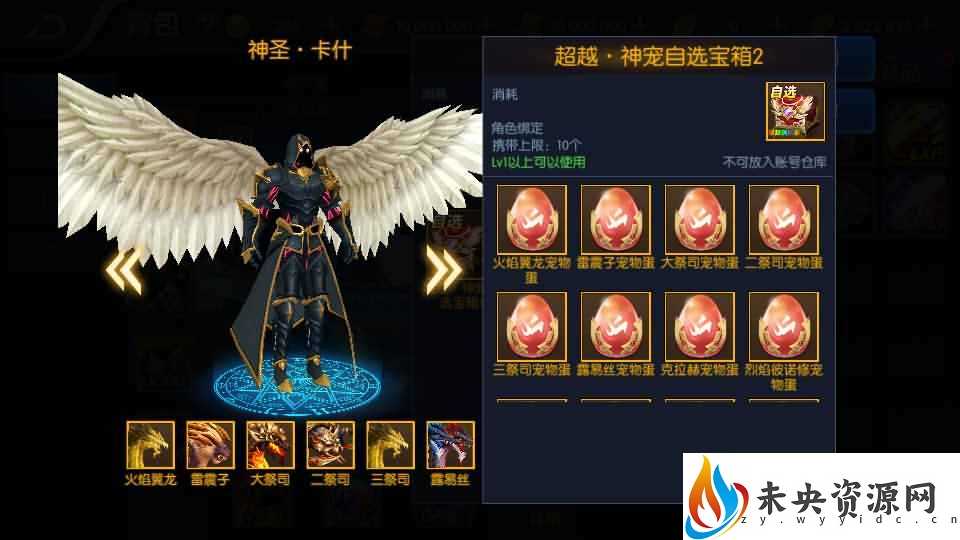 神圣·卡什
超越·神宠自选宝箱2
消耗
自选
角色绑定
携带上限：10个
Lv1以上可以使用
不可放入账号仓库
火焰翼龙宠物蛋
雷震子宠物蛋
大祭司宠物蛋
二祭司宠物蛋
三祭司宠物蛋
露易丝宠物蛋
克拉赫宠物蛋
烈焰彼诺修宠物蛋
火焰翼龙
雷震子
大祭司
二祭司
三祭司
露易丝
未央资源网
zy.wyyidc.cn